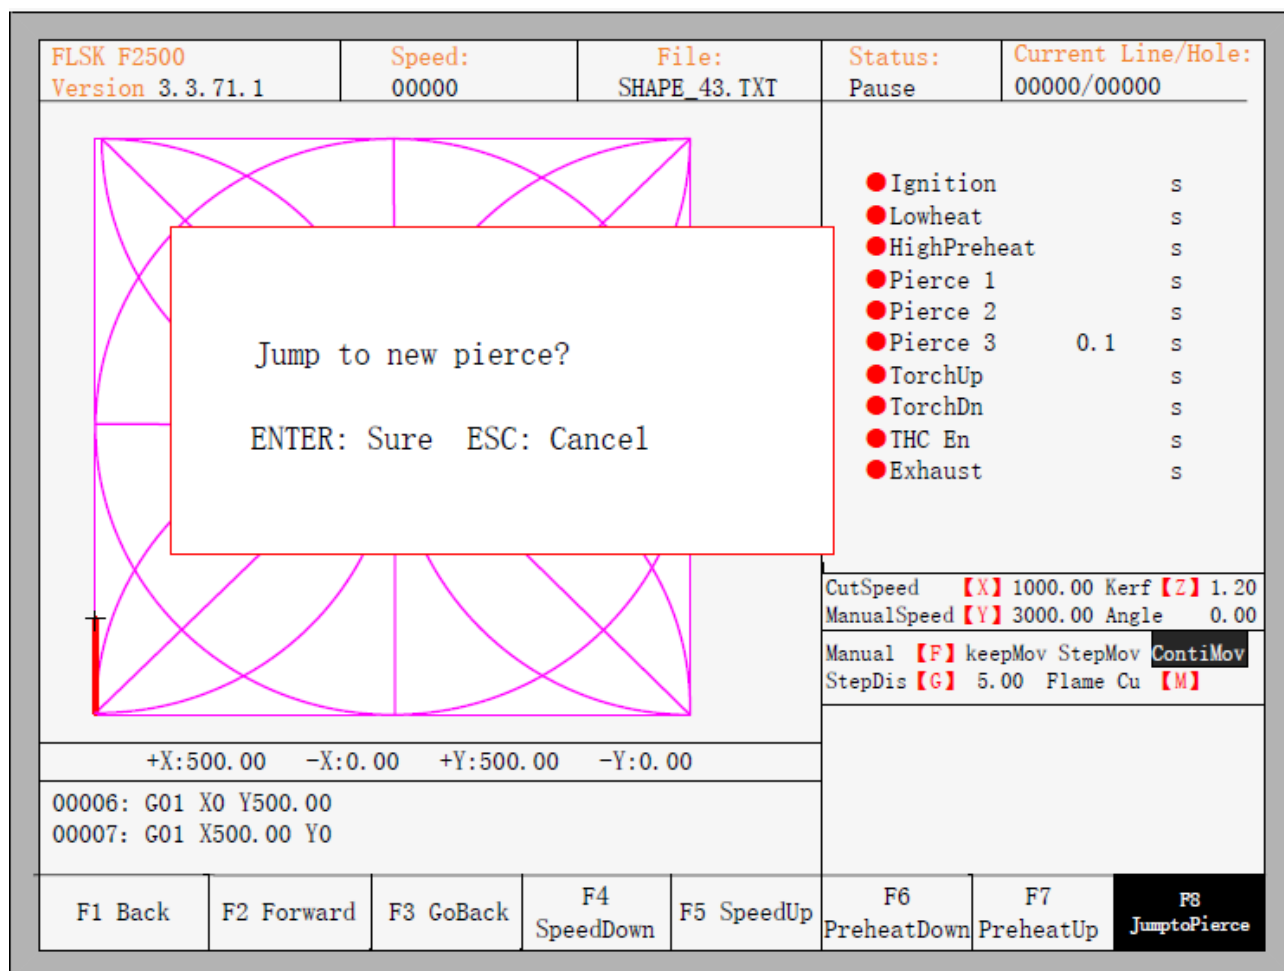 FLSK F2500
Version 3.3.71.1
Speed:
00000
File:
SHAPE_43.TXT
Status:
Pause
Current Line/Hole:
00000/00000
Jump to new pierce?
ENTER: Sure ESC: Cancel
Ignition s
Lowheat s
HighPreheat s
Pierce 1 s
Pierce 2 s
Pierce 3 0.1 s
TorchUp s
TorchDn s
THC En s
Exhaust s
CutSpeed 【X】 1000.00 Kerf【Z】 1.20
ManualSpeed【Y】 3000.00 Angle 0.00
Manual 【F】 keepMov StepMov ContiMov
StepDis【G】 5.00 Flame Cu 【M】
+X:500.00 -X:0.00 +Y:500.00 -Y:0.00
00006: G01 X0 Y500.00
00007: G01 X500.00 Y0
F1 Back
F2 Forward
F3 GoBack
F4
SpeedDown
F5 SpeedUp
F6
PreheatDown
F7
PreheatUp
F8
JumptoPierce